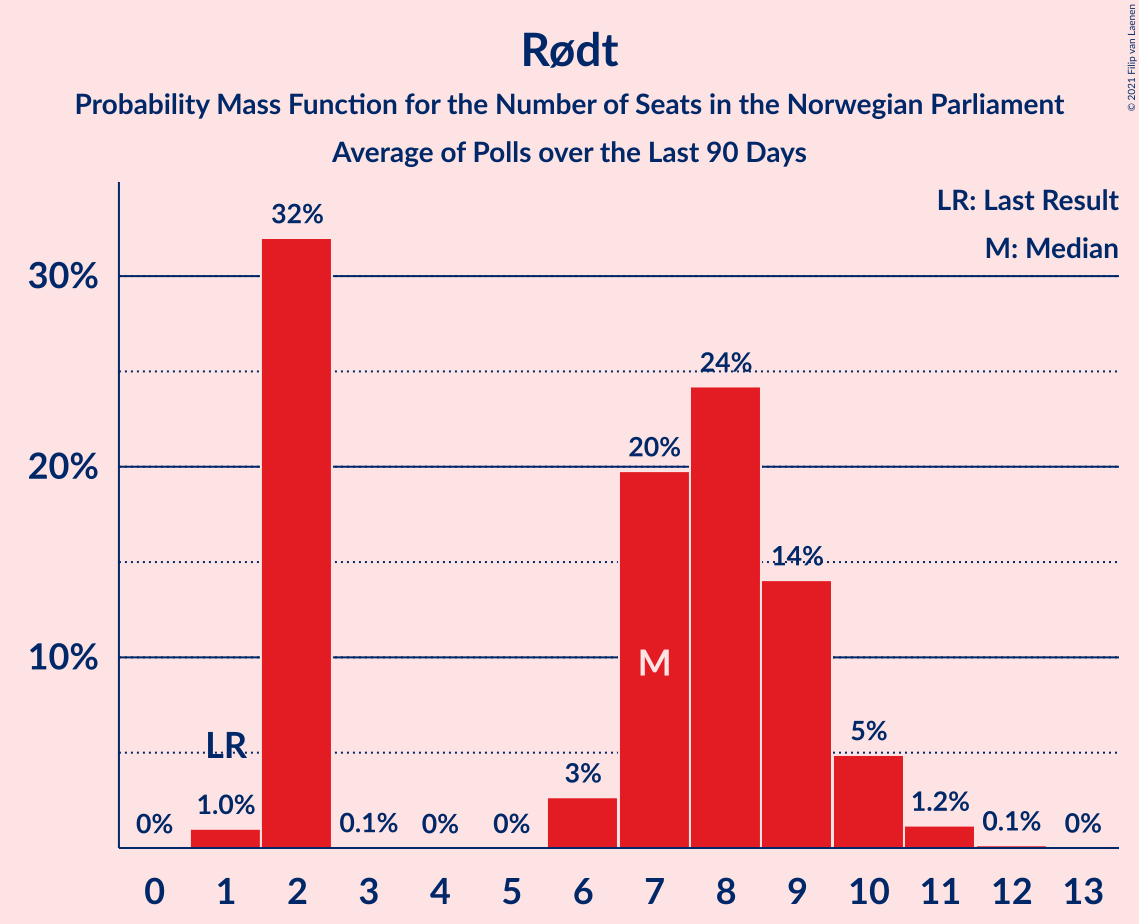 Rødt
Probability Mass Function for the Number of Seats in the Norwegian Parliament
Average of Polls over the Last 90 Days
© 2021 Filip van Laenen
LR: Last Result
M: Median
30%
20%
10%
0%
1.0%
LR
32%
0.1%
0%
0%
3%
20%
M
24%
14%
5%
1.2%
0.1%
0%
0 1 2 3 4 5 6 7 8 9 10 11 12 13